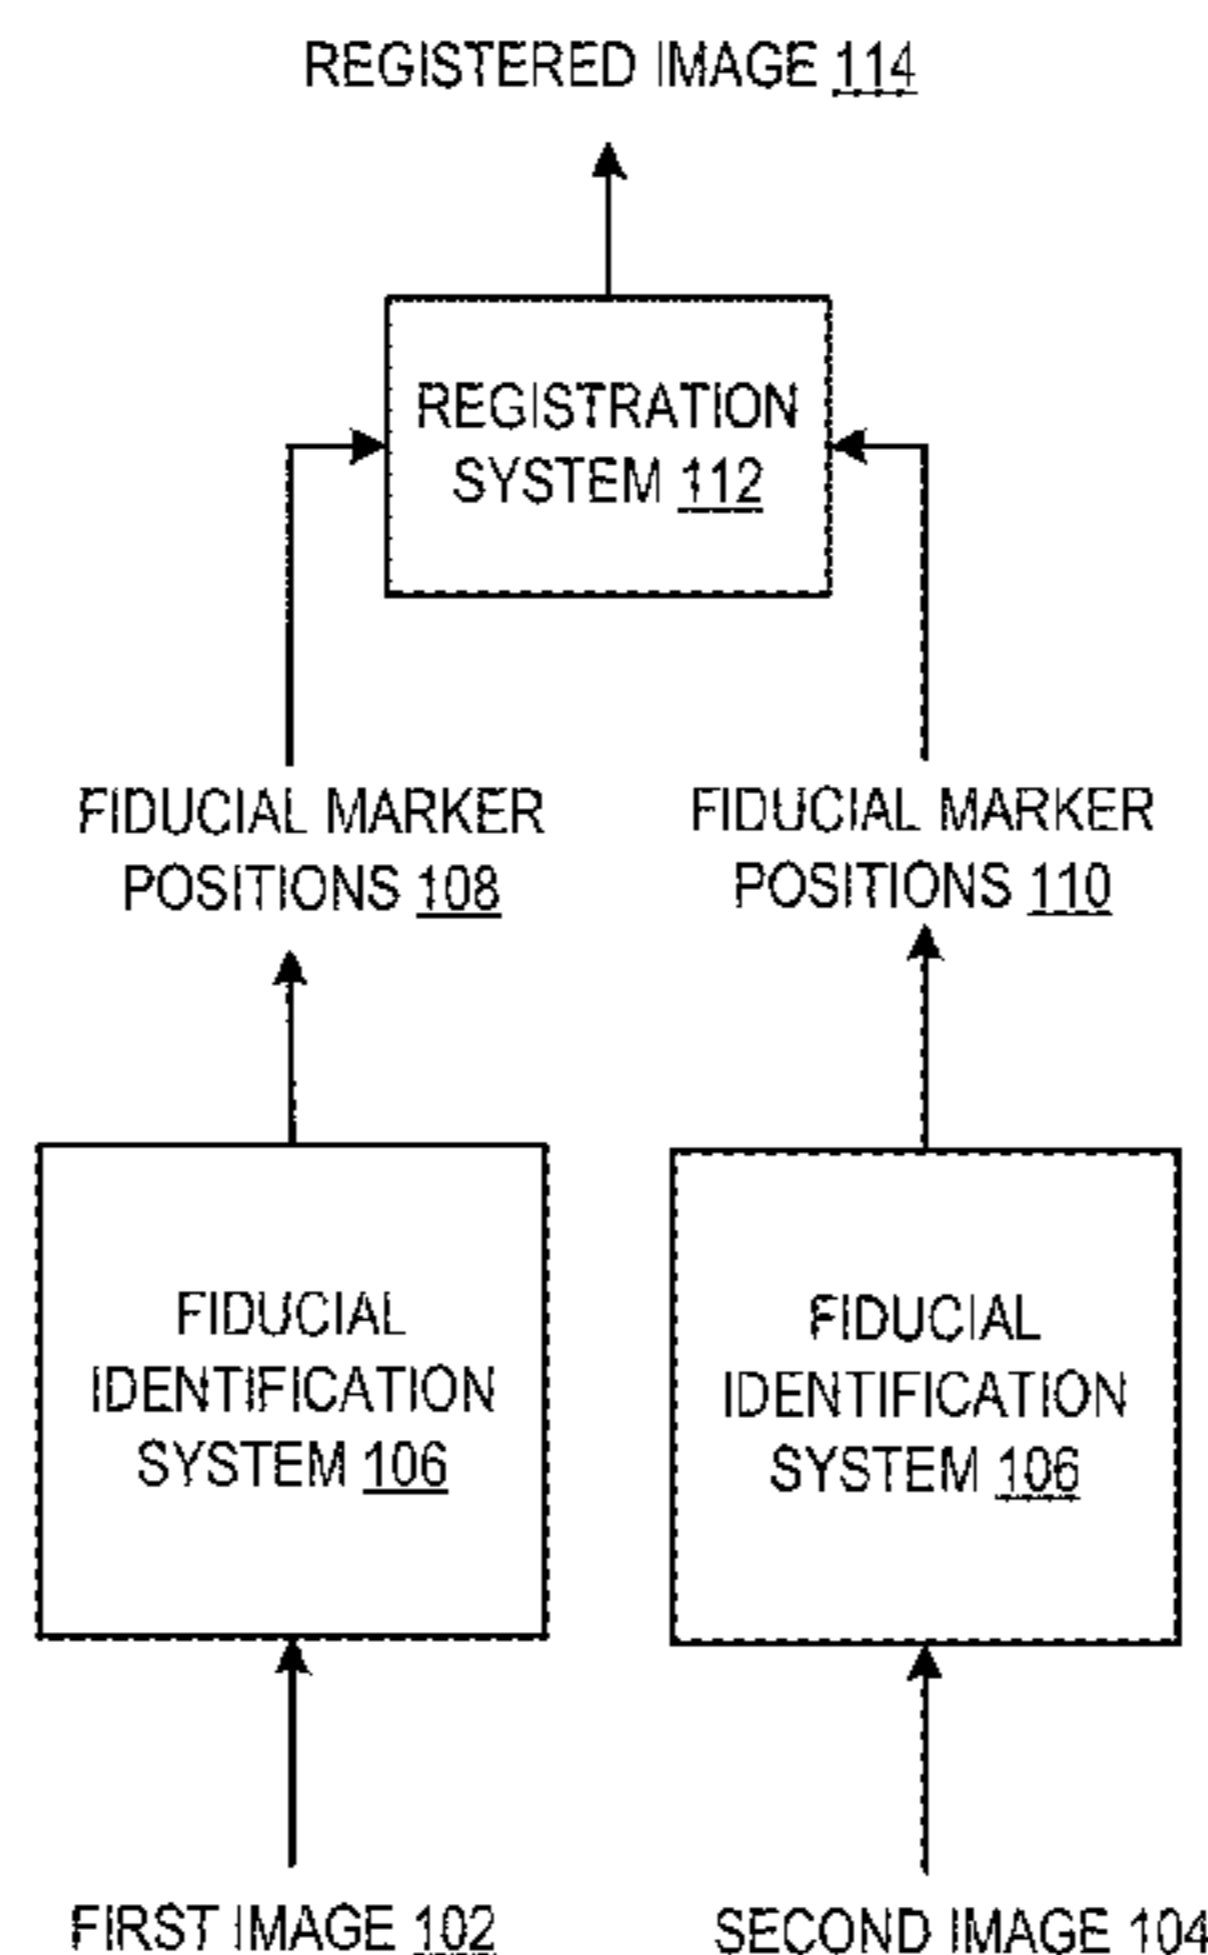 REGISTERED IMAGE 114
REGISTRATION
SYSTEM 112
FIDUCIAL MARKER
POSITIONS 108
FIDUCIAL MARKER
POSITIONS 110
FIDUCIAL
IDENTIFICATION
SYSTEM 106
FIDUCIAL
IDENTIFICATION
SYSTEM 106
FIRST IMAGE 102
SECOND IMAGE 104